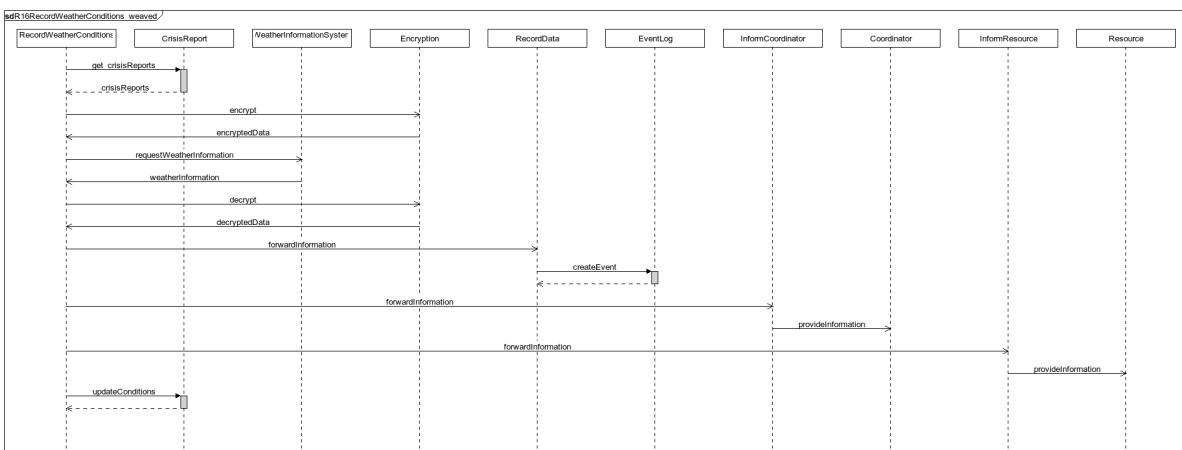 sdR16RecordWeatherConditions_weaved
RecordWeatherConditions
CrisisReport
WeatherInformationSystem
Encryption
RecordData
EventLog
InformCoordinator
Coordinator
InformResource
Resource
get_crisisReports
crisisReports
encrypt
encryptedData
requestWeatherInformation
weatherInformation
decrypt
decryptedData
forwardInformation
createEvent
forwardInformation
provideInformation
forwardInformation
provideInformation
updateConditions